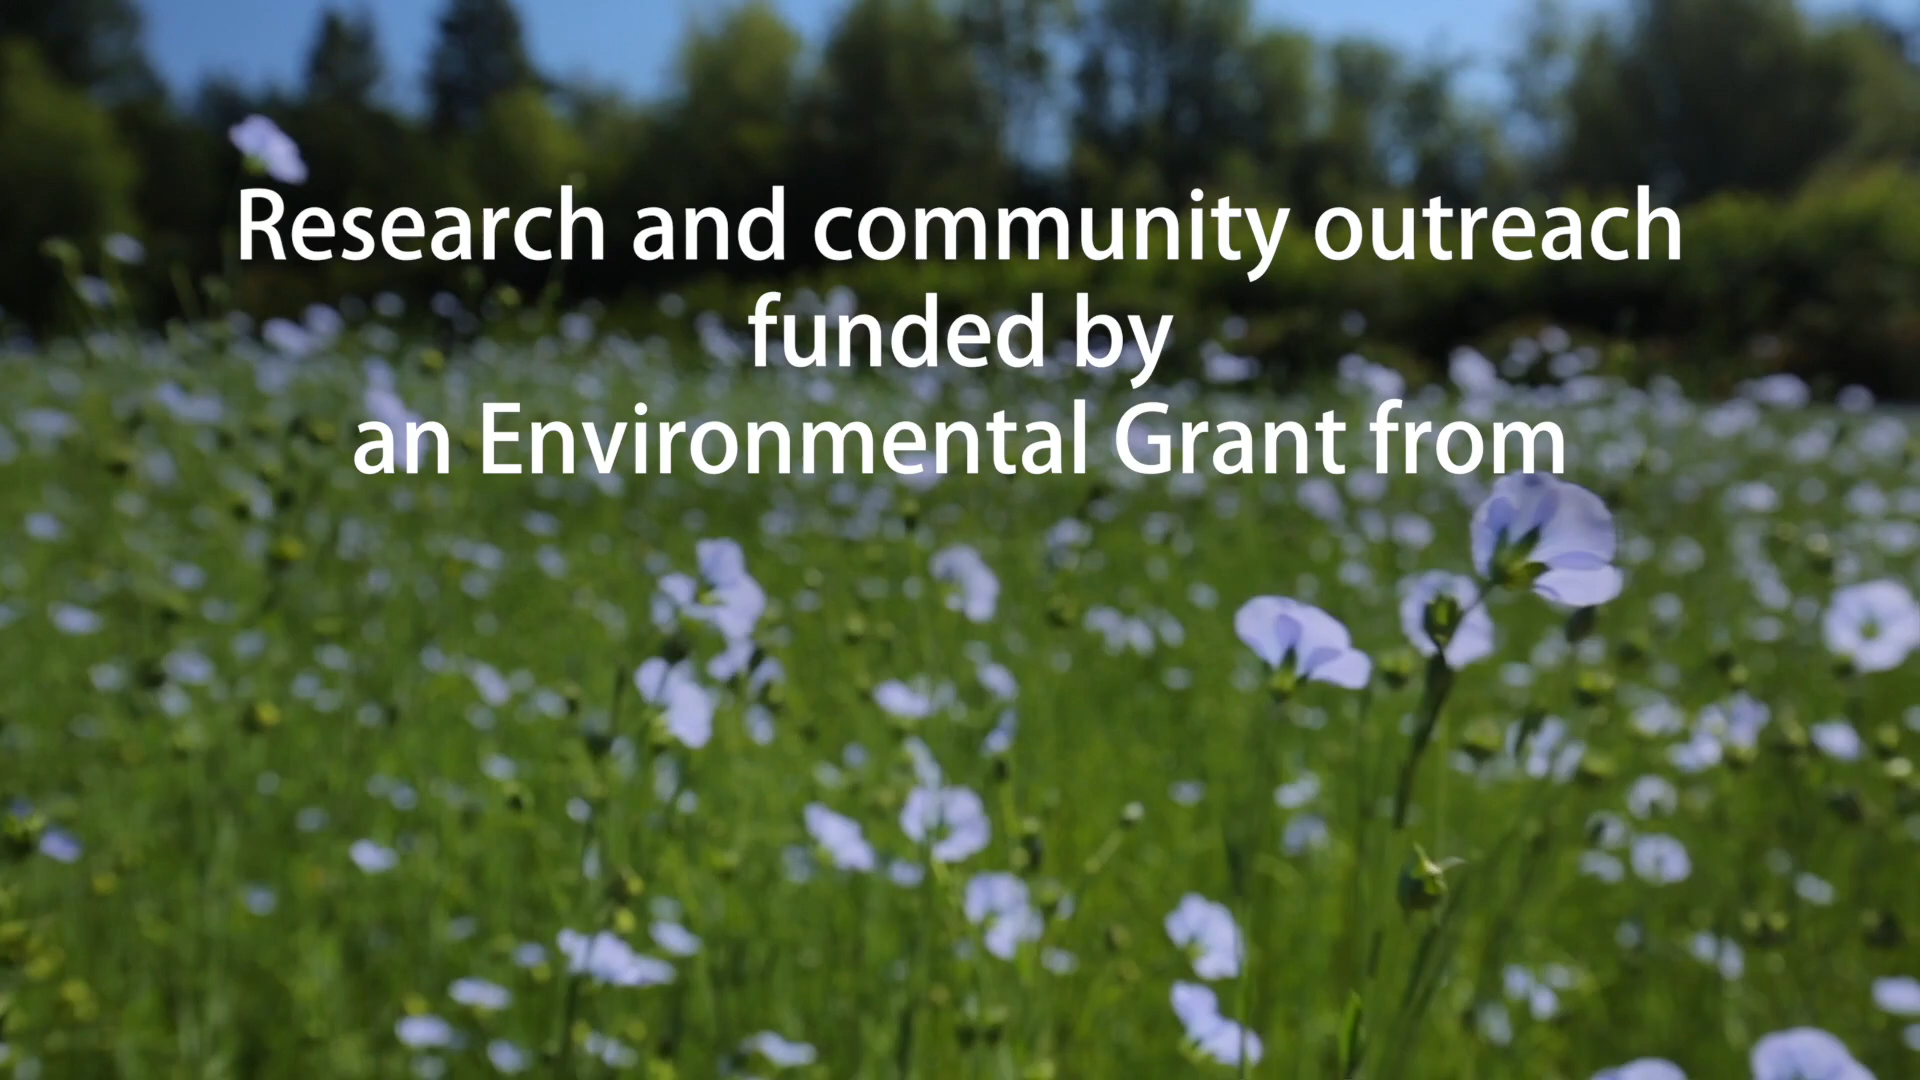 Research and community outreach
funded by
an Environmental Grant from